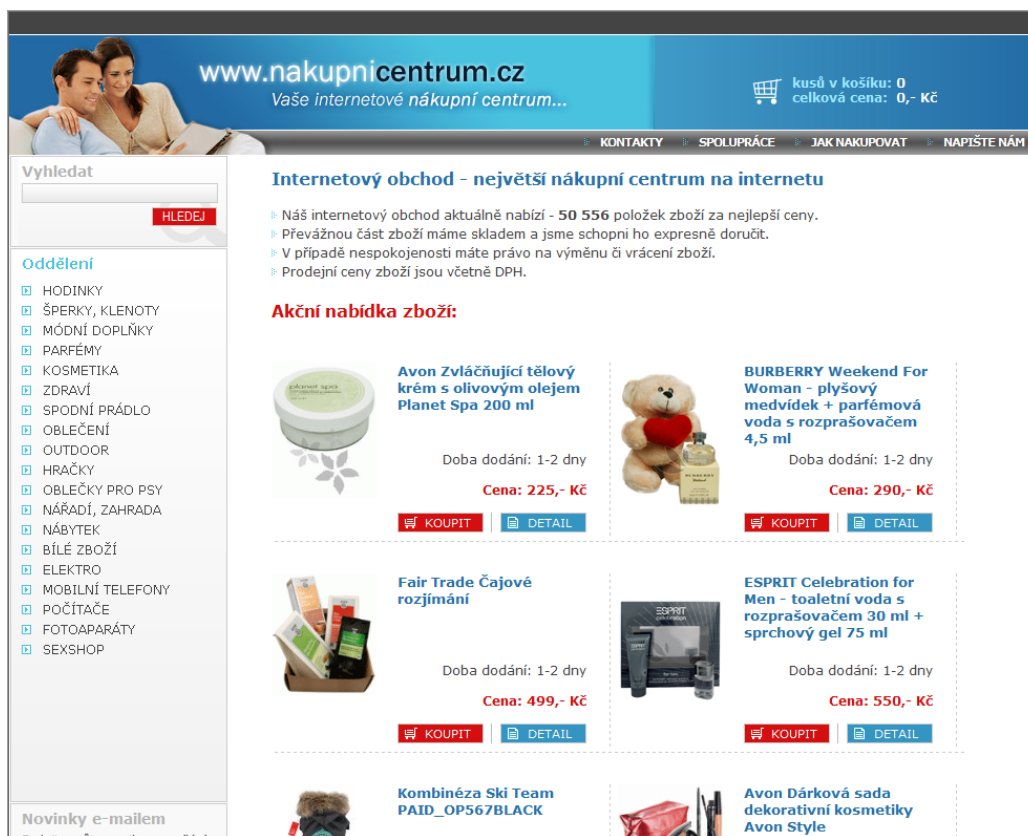 www.nakupnicentrum.cz
Vaše internetové nákupní centrum...
kusů v košíku: 0
celková cena: 0,- Kč
KONTAKTY
SPOLUPRÁCE
JAK NAKUPOVAT
NAPIŠTE NÁM
Vyhledat
HLEDEJ
Oddělení
HODINKY
ŠPERKY, KLENOTY
MÓDNÍ DOPLŇKY
PARFÉMY
KOSMETIKA
ZDRAVÍ
SPODNÍ PRÁDLO
OBLEČENÍ
OUTDOOR
HRAČKY
OBLEČKY PRO PSY
NÁŘADÍ, ZAHRADA
NÁBYTEK
BÍLÉ ZBOŽÍ
ELEKTRO
MOBILNÍ TELEFONY
POČÍTAČE
FOTOAPARÁTY
SEXSHOP
Novinky e-mailem
Internetový obchod - největší nákupní centrum na internetu
Náš internetový obchod aktuálně nabízí - 50 556 položek zboží za nejlepší ceny.
Převážnou část zboží máme skladem a jsme schopni ho expresně doručit.
V případě nespokojenosti máte právo na výměnu či vrácení zboží.
Prodejní ceny zboží jsou včetně DPH.
Akční nabídka zboží:
planet spa
Avon Zvláčňující tělový
krém s olivovým olejem
Planet Spa 200 ml
Doba dodání: 1-2 dny
Cena: 225,- Kč
KOUPIT
DETAIL
BURBERRY
BURBERRY Weekend For
Woman - plyšový
medvídek + parfémová
voda s rozprašovačem
4,5 ml
Doba dodání: 1-2 dny
Cena: 290,- Kč
KOUPIT
DETAIL
Fair Trade Čajové
rozjímání
Doba dodání: 1-2 dny
Cena: 499,- Kč
KOUPIT
DETAIL
ESPRIT
celebration
ESPRIT Celebration for
Men - toaletní voda s
rozprašovačem 30 ml +
sprchový gel 75 ml
Doba dodání: 1-2 dny
Cena: 550,- Kč
KOUPIT
DETAIL
Kombinéza Ski Team
PAID_OP567BLACK
Avon Dárková sada
dekorativní kosmetiky
Avon Style